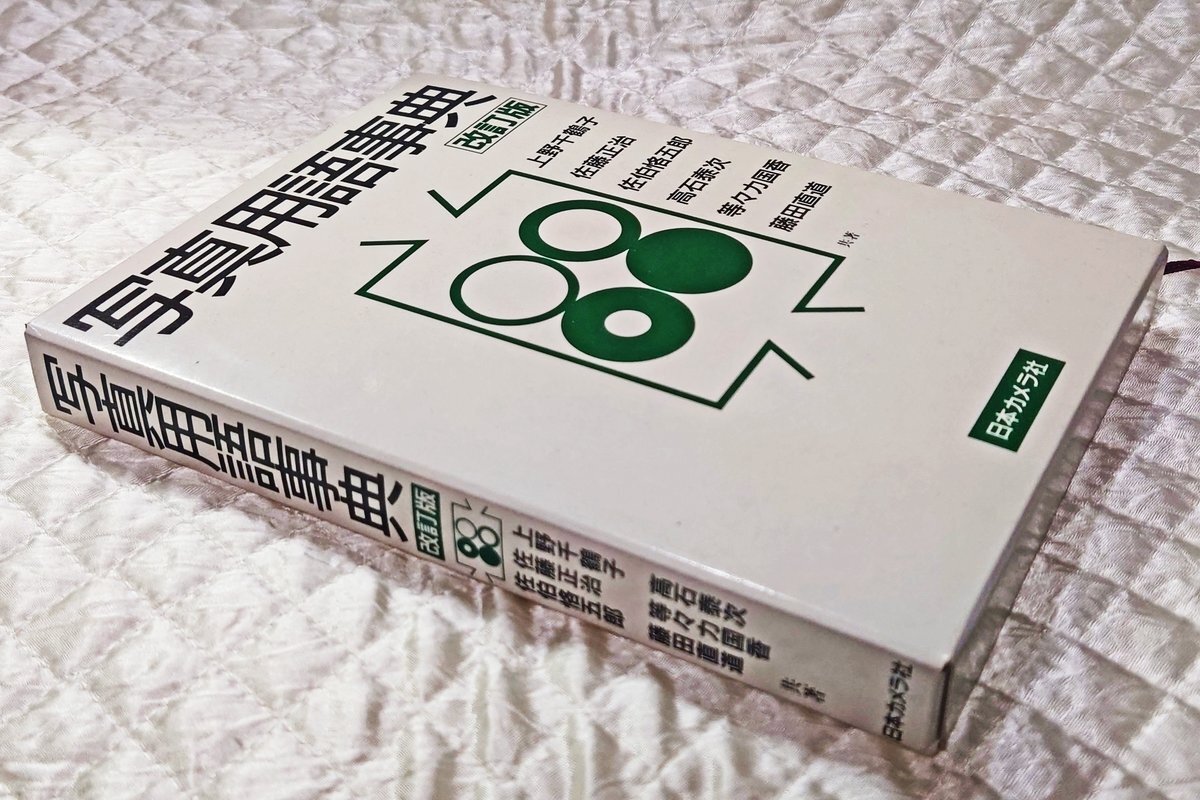 写真用語事典
改訂版
上野千鶴子
佐藤正治
佐伯恪五郎
高石泰次
等々力国香
藤田直道
共著
日本カメラ社
写真用語事典
改訂版
上野千鶴子
佐藤正治
佐伯恪五郎
高石泰次
等々力国香
藤田直道
共著
日本カメラ社